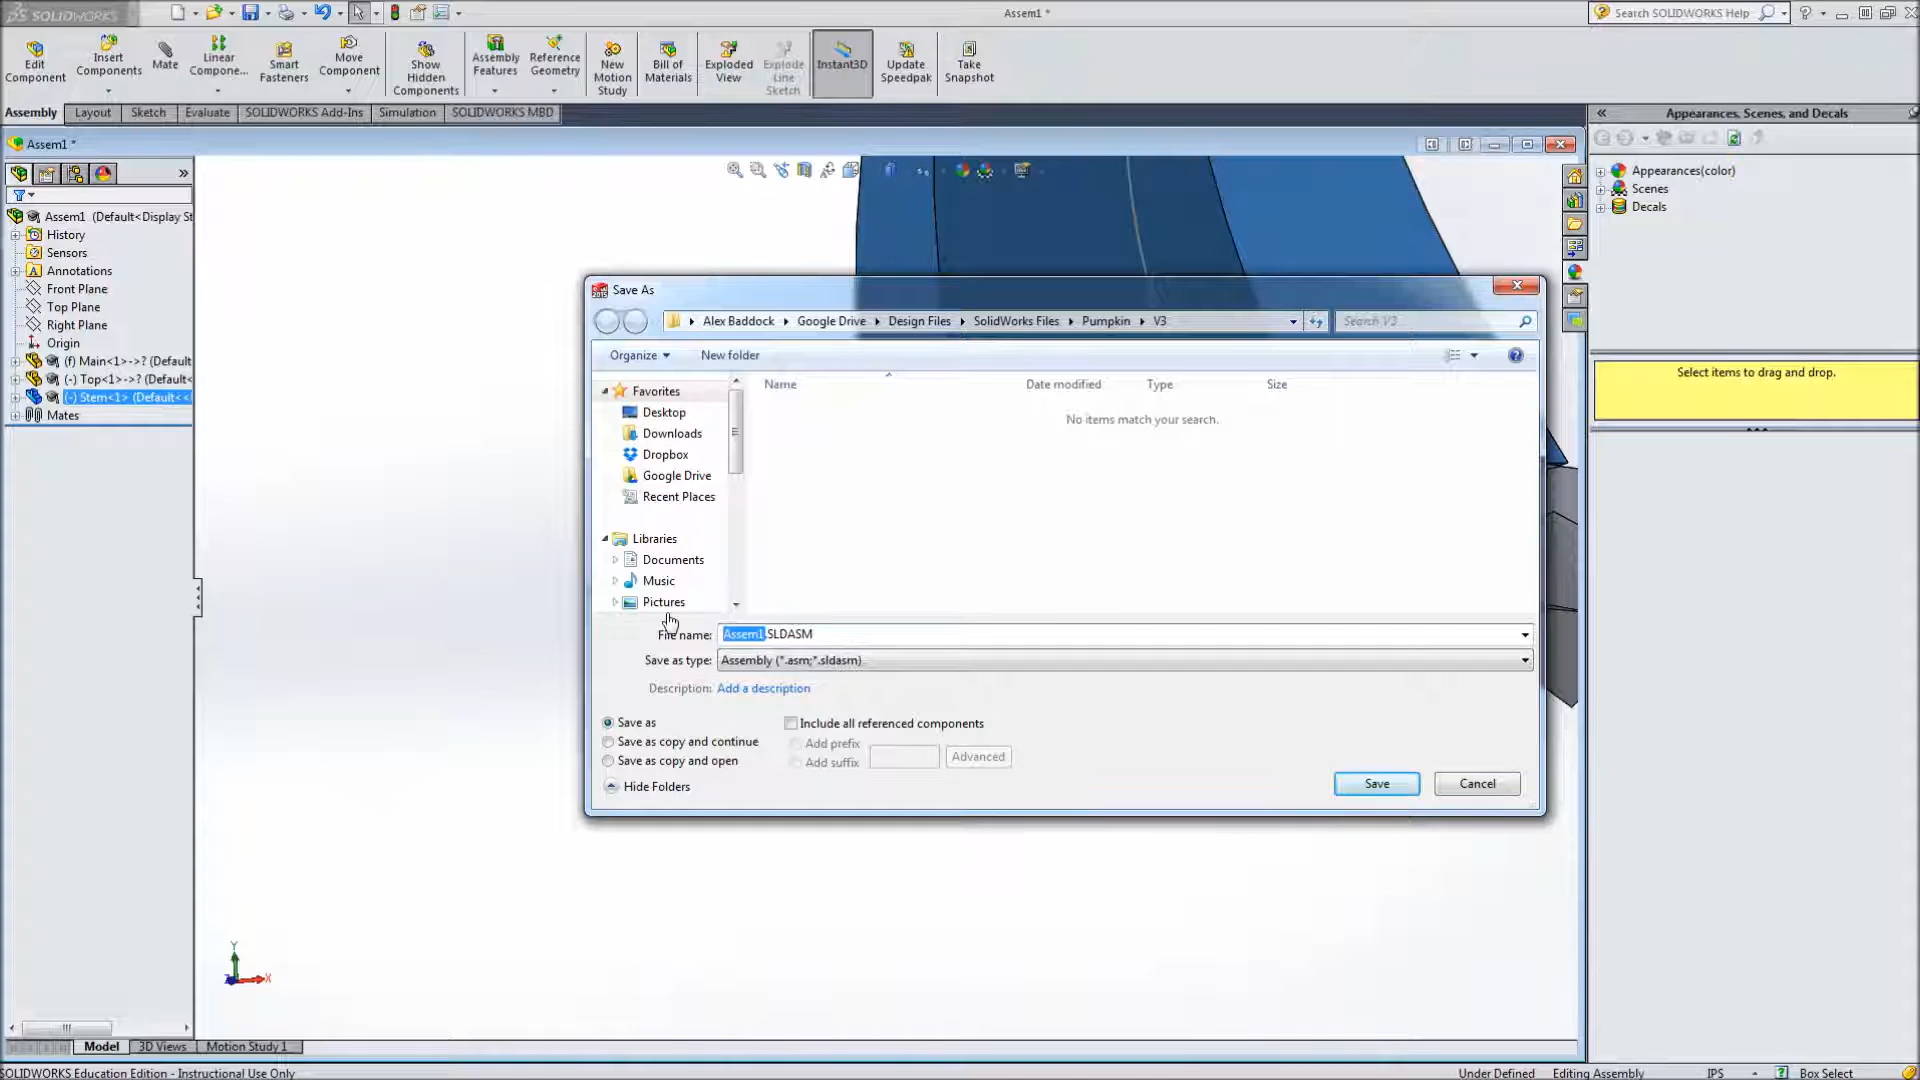 SOLIDWORKS
Assem1 *
Search SOLIDWORKS Help
Edit Component
Insert Components
Mate
Linear Compone...
Smart Fasteners
Move Component
Show Hidden Components
Assembly Features
Reference Geometry
New Motion Study
Bill of Materials
Exploded View
Explode Line Sketch
Instant3D
Update Speedpak
Take Snapshot
Assembly Layout Sketch Evaluate SOLIDWORKS Add-Ins Simulation SOLIDWORKS MBD
Appearances, Scenes, and Decals
Assem1 *
Assem1 (Default<Display St
History
Sensors
Annotations
Front Plane
Top Plane
Right Plane
Origin
(f) Main<1>->? (Default
(-) Top<1>->? (Default<
(-) Stem<1> (Default<<
Mates
Appearances(color)
Scenes
Decals
Select items to drag and drop.
Save As
Alex Baddock Google Drive Design Files SolidWorks Files Pumpkin V3
Search V3
Organize New folder
Name Date modified Type Size
No items match your search.
Favorites
Desktop
Downloads
Dropbox
Google Drive
Recent Places
Libraries
Documents
Music
Pictures
File name: Assem1.SLDASM
Save as type: Assembly (*.asm;*.sldasm)
Description: Add a description
Save as
Save as copy and continue
Save as copy and open
Include all referenced components
Add prefix
Add suffix
Advanced
Hide Folders
Save Cancel
Y
X
Model 3D Views Motion Study 1
SOLIDWORKS Education Edition - Instructional Use Only
Under Defined Editing Assembly IPS Box Select